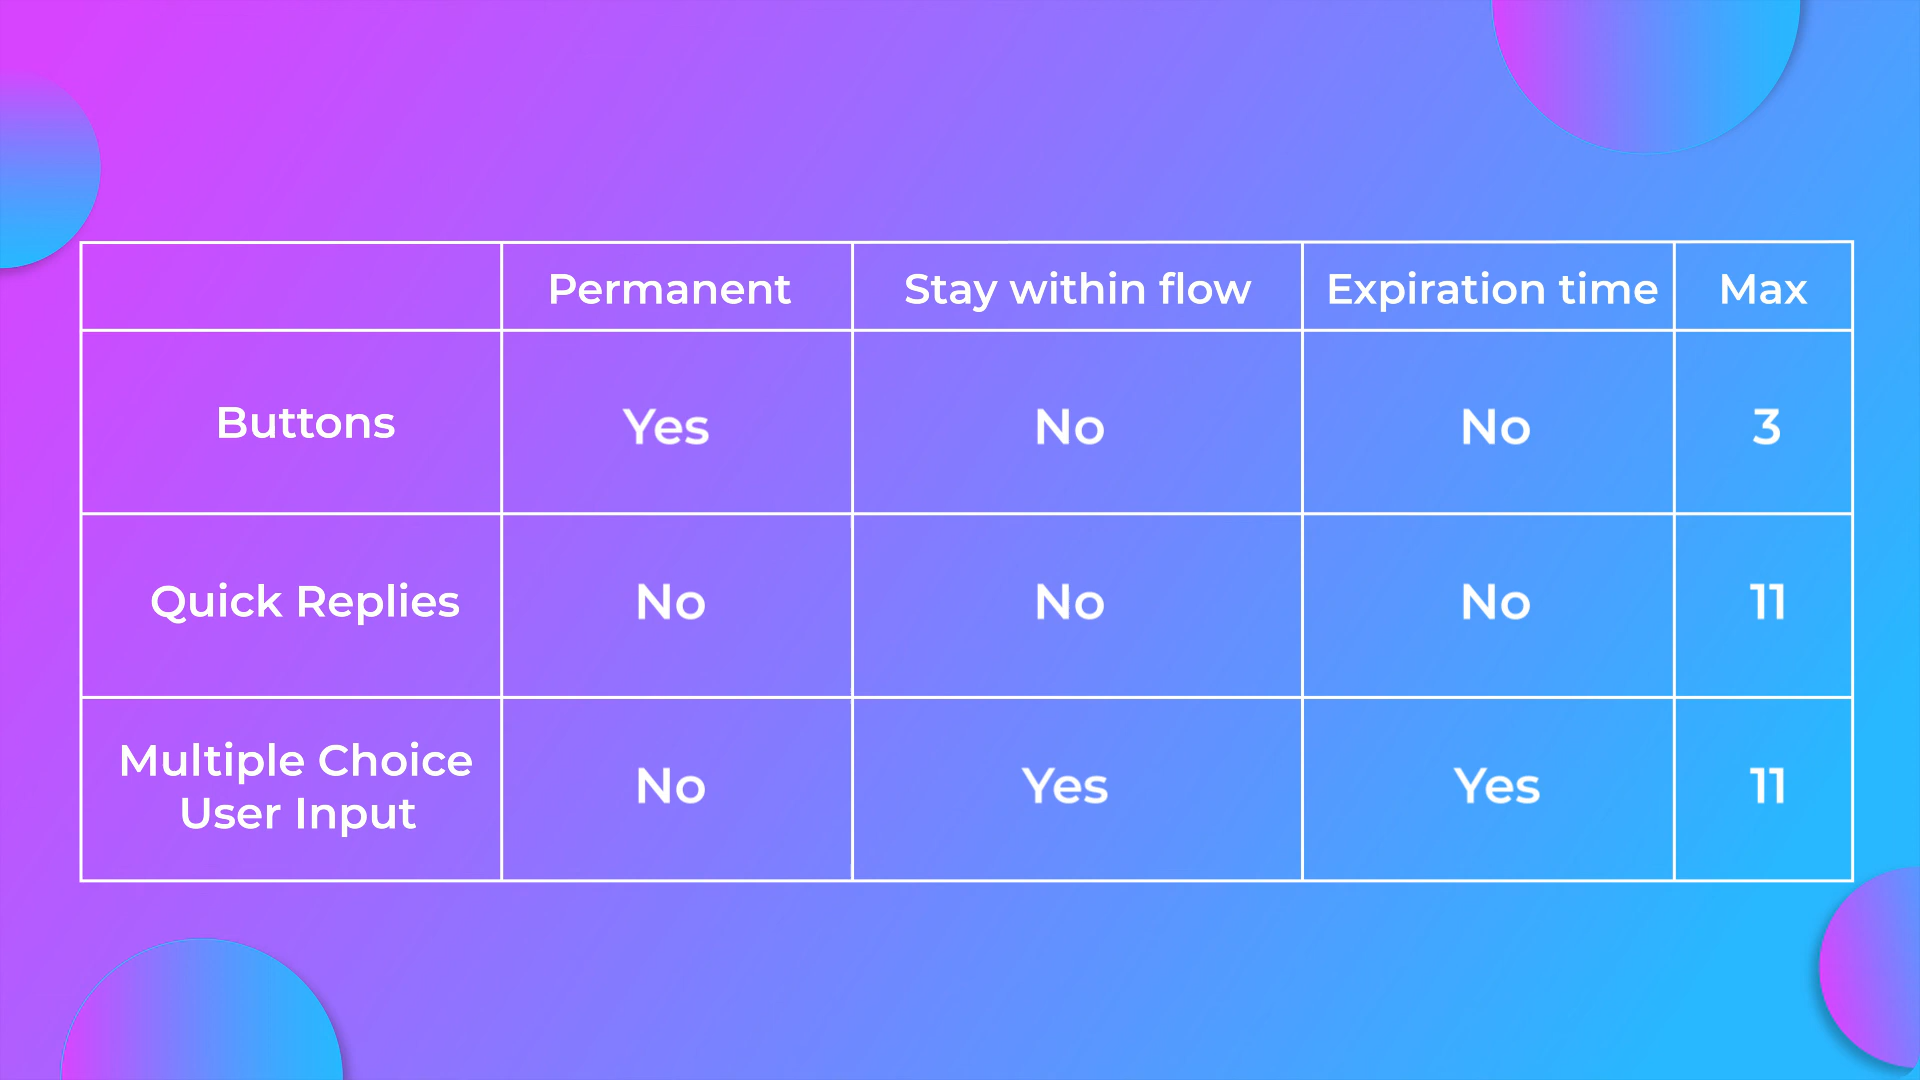 Permanent Stay within flow Expiration time Max
Buttons Yes No No 3
Quick Replies No No No 11
Multiple Choice
User Input No Yes Yes 11